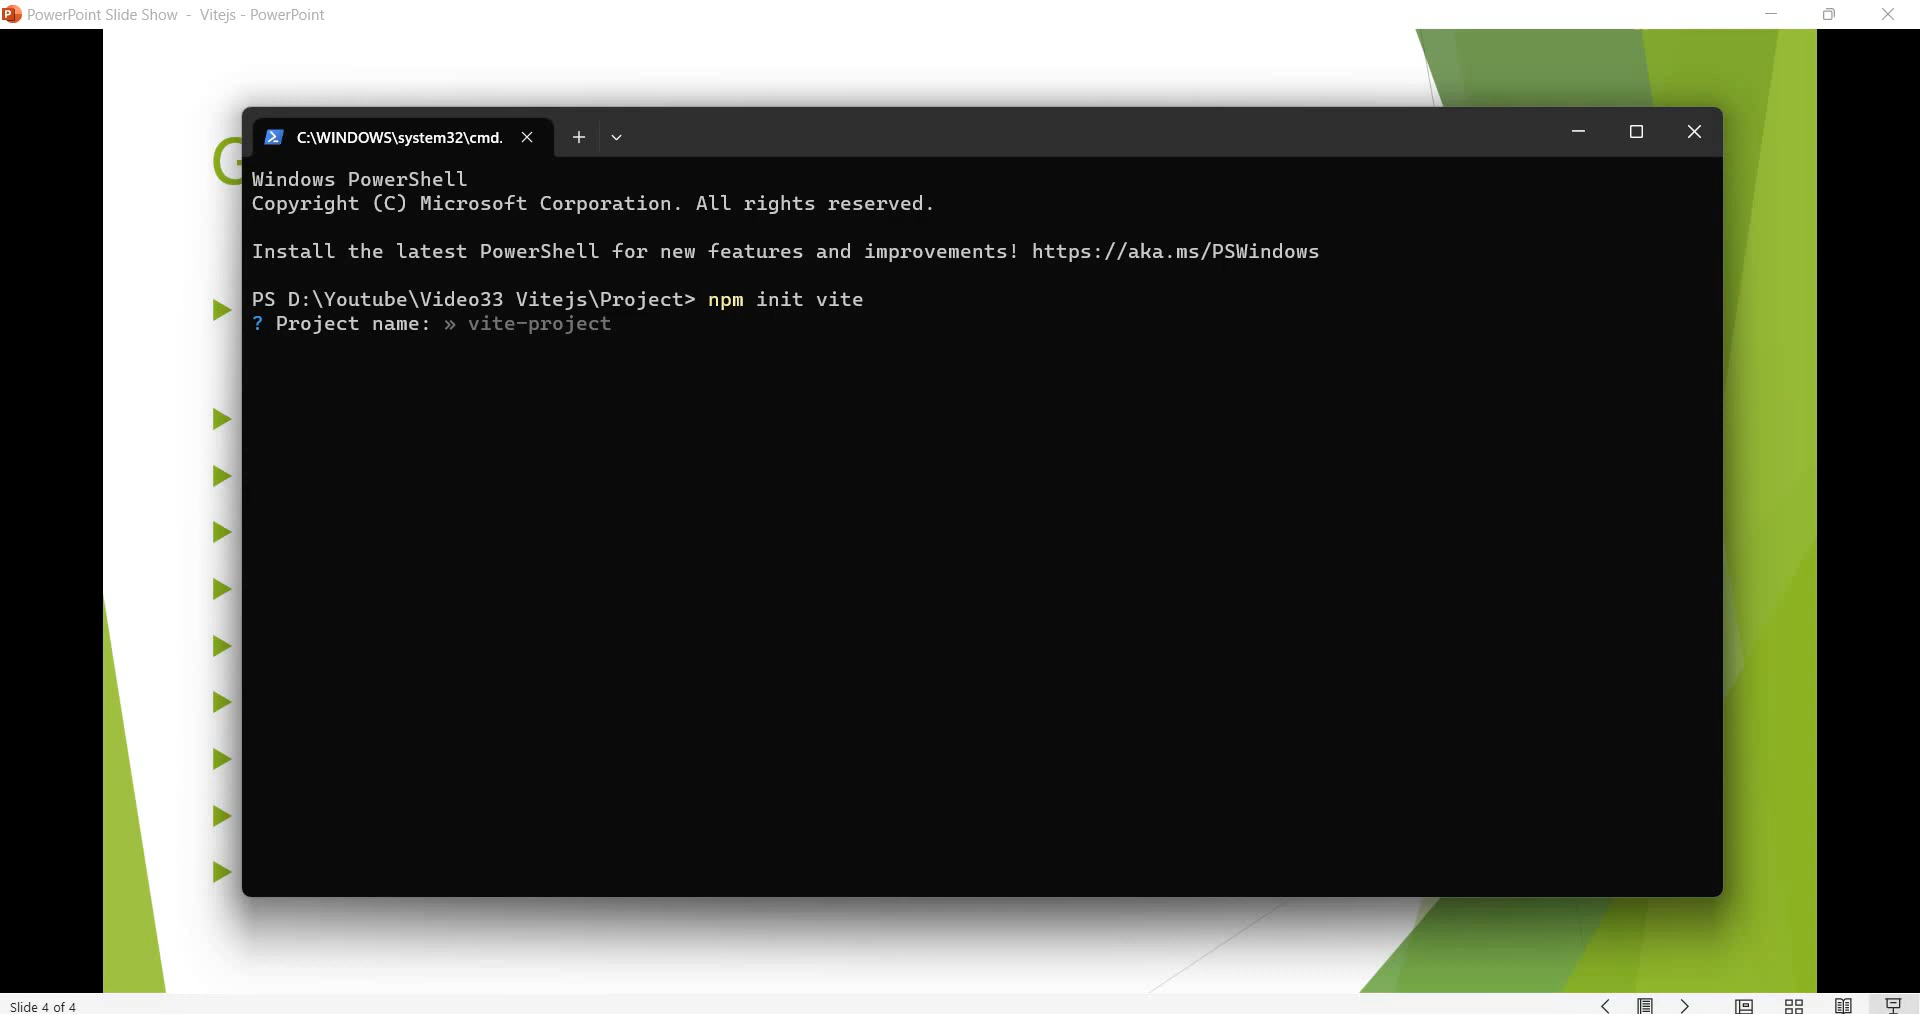 PowerPoint Slide Show - Vitejs - PowerPoint
C:\WINDOWS\system32\cmd.
G
Windows PowerShell
Copyright (C) Microsoft Corporation. All rights reserved.
Install the latest PowerShell for new features and improvements! https://aka.ms/PSWindows
PS D:\Youtube\Video33 Vitejs\Project> npm init vite
? Project name: » vite-project
Slide 4 of 4